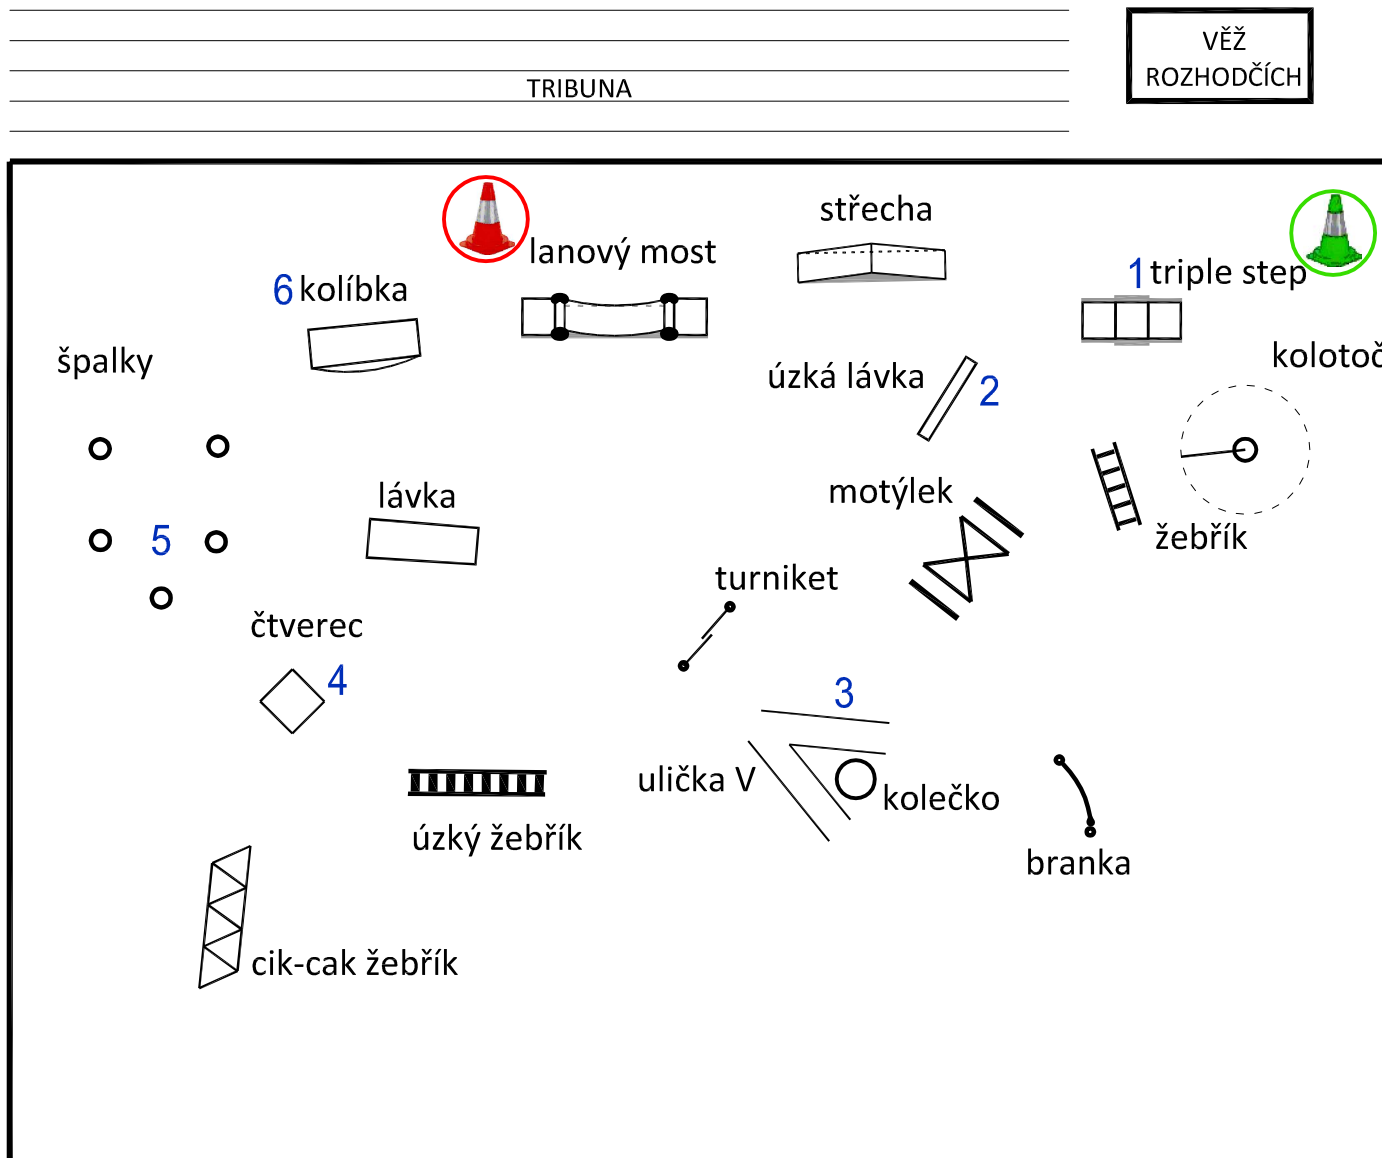 TRIBUNA
VĚŽ
ROZHODČÍCH
střecha
lanový most
1 triple step
6 kolíbka
kolotoč
špalky
úzká lávka
2
motýlek
lávka
žebřík
5
turniket
čtverec
4
3
ulička V
kolečko
úzký žebřík
branka
cik-cak žebřík